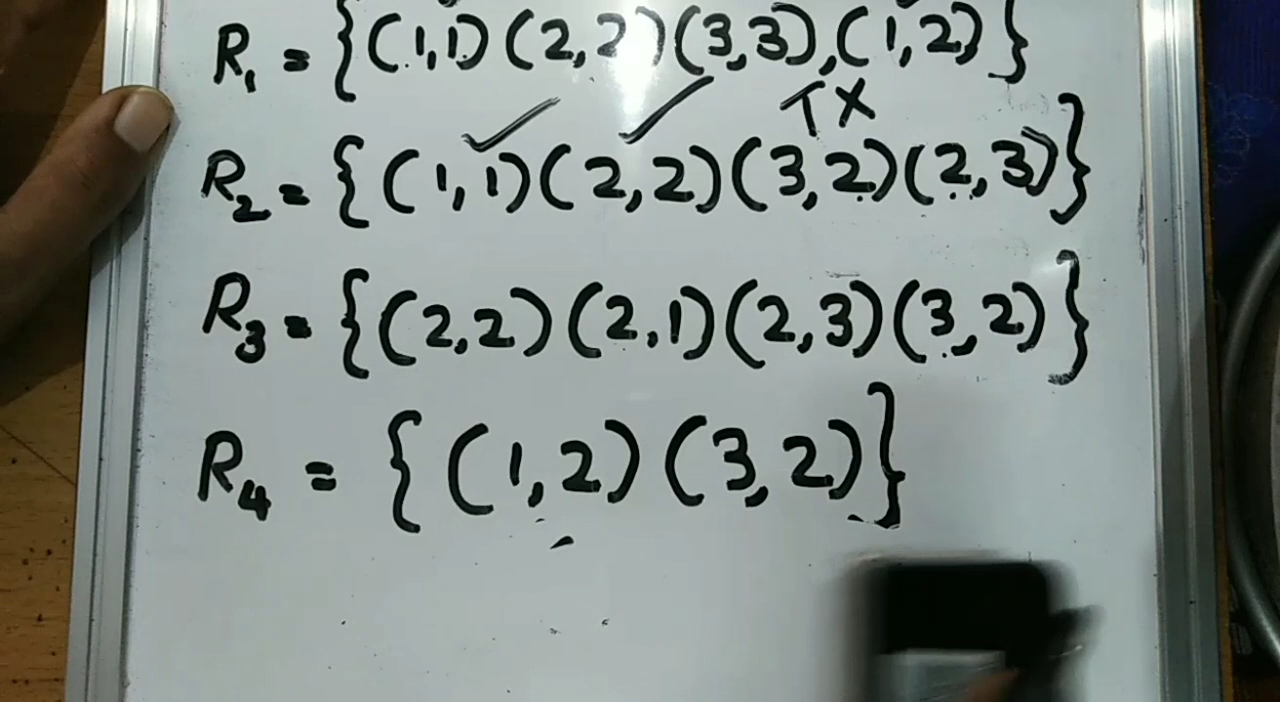 R₁ = {(1,1)(2,2)(3,3),(1,2)}
✓ ✓ T X
R₂ = {(1,1)(2,2)(3,2)(2,3)}
R₃ = {(2,2)(2,1)(2,3)(3,2)}
R₄ = {(1,2)(3,2)}